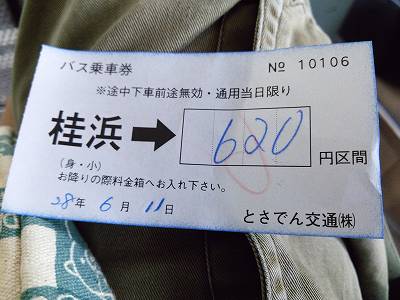 バス乗車券 № 10106
※途中下車前途無効・通用当日限り
桂浜➡620円区間
(身・小)
お降りの際料金箱へお入れ下さい。
28年 6月 11日
とさでん交通㈱